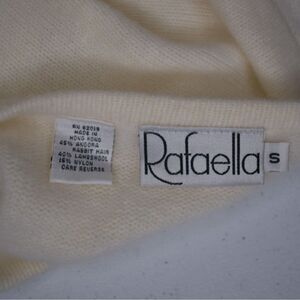 RN 62019
MADE IN
HONG KONG
45% ANGORA
RABBIT HAIR
40% LAMBSWOOL
15% NYLON
CARE REVERSE
Rafaella
S